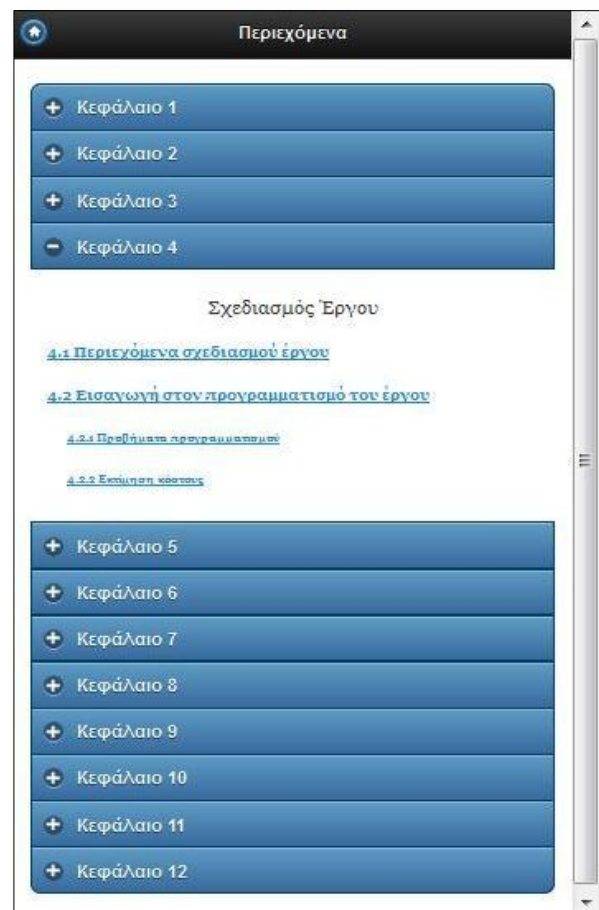 Περιεχόμενα
Κεφάλαιο 1
Κεφάλαιο 2
Κεφάλαιο 3
Κεφάλαιο 4
Σχεδιασμός Έργου
4.1 Περιεχόμενα σχεδιασμού έργου
4.2 Εισαγωγή στον προγραμματισμό του έργου
4.2.1 Προβήματα προγραμματισμού
4.2.2 Εκτίμηση κόστους
Κεφάλαιο 5
Κεφάλαιο 6
Κεφάλαιο 7
Κεφάλαιο 8
Κεφάλαιο 9
Κεφάλαιο 10
Κεφάλαιο 11
Κεφάλαιο 12